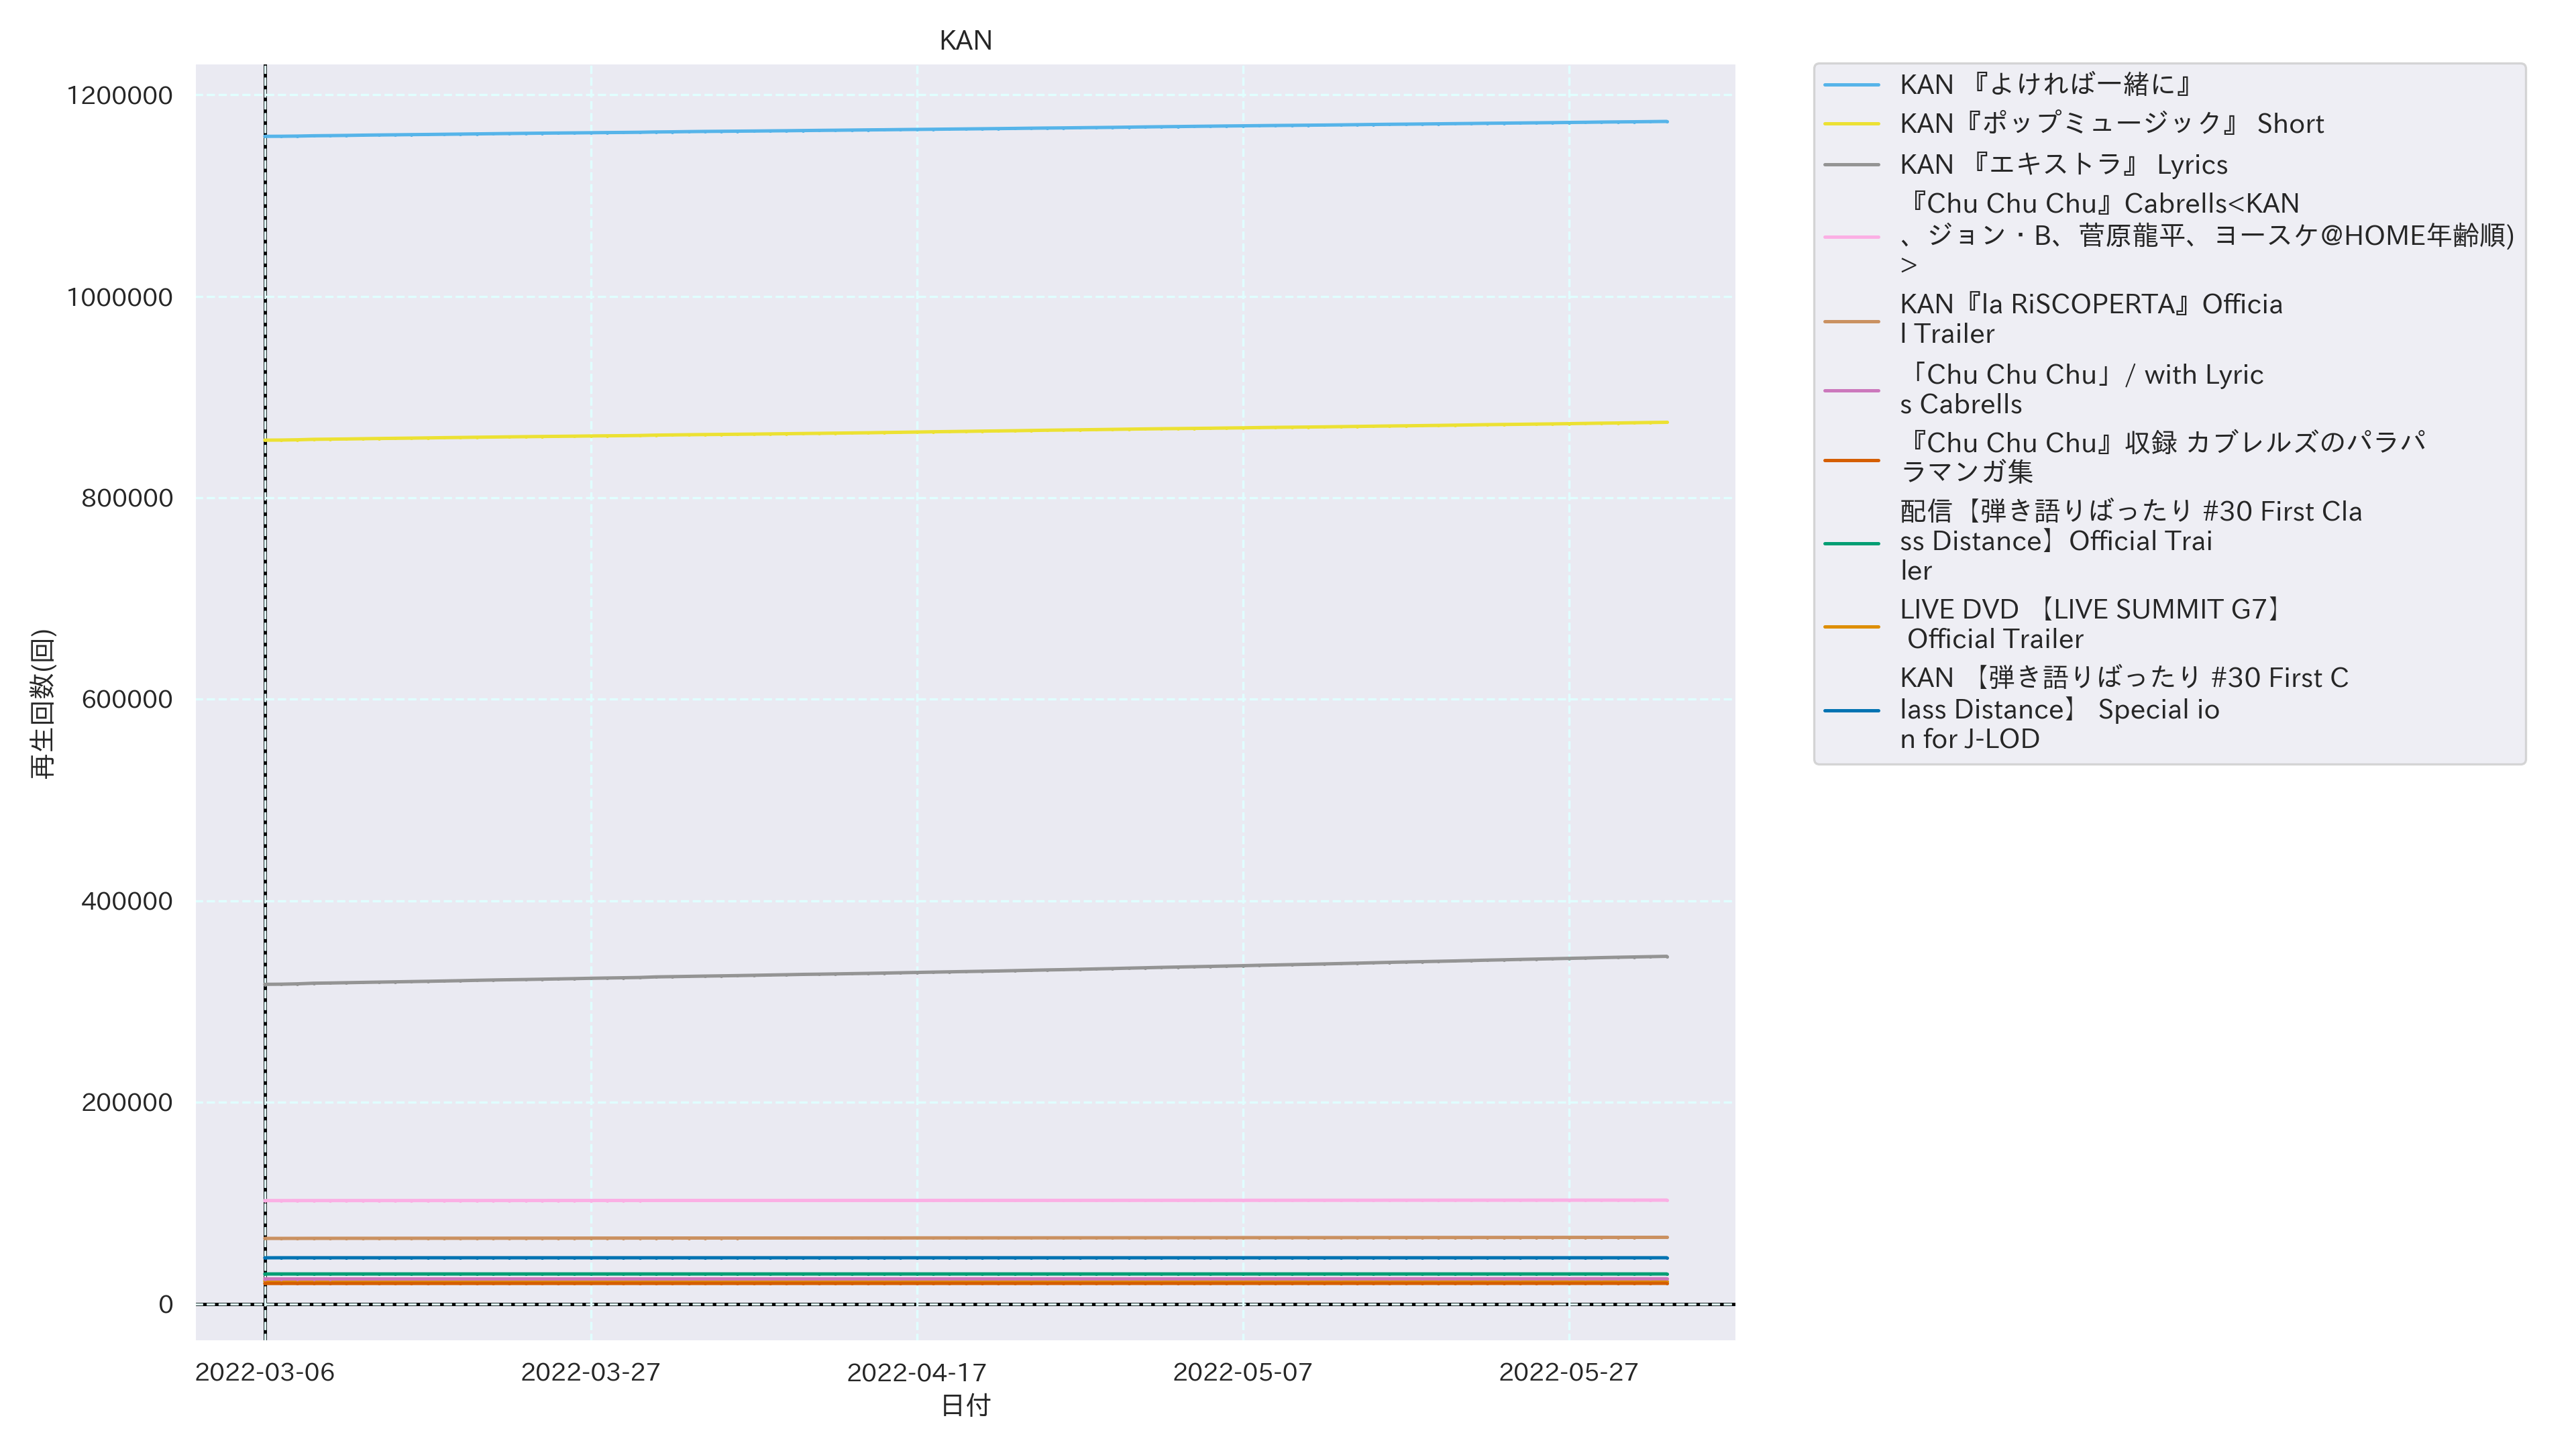 KAN
1200000
1000000
800000
600000
400000
200000
0
再生回数(回)
2022-03-06
2022-03-27
2022-04-17
2022-05-07
2022-05-27
日付
KAN 『よければ一緒に』
KAN『ポップミュージック』 Short
KAN 『エキストラ』 Lyrics
『Chu Chu Chu』Cabrells<KAN
、ジョン・B、菅原龍平、ヨースケ@HOME年齢順)
>
KAN『la RiSCOPERTA』Officia
l Trailer
「Chu Chu Chu」/ with Lyric
s Cabrells
『Chu Chu Chu』収録 カブレルズのパラパ
ラマンガ集
配信【弾き語りばったり #30 First Cla
ss Distance】Official Trai
ler
LIVE DVD 【LIVE SUMMIT G7】
Official Trailer
KAN 【弾き語りばったり #30 First C
lass Distance】 Special io
n for J-LOD